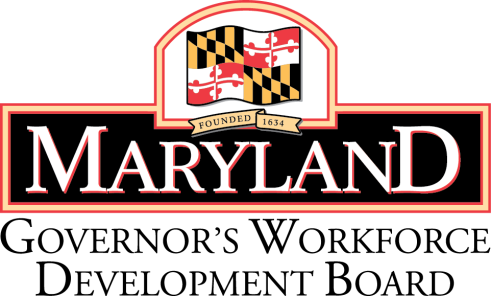 FOUNDED 1634
MARYLAND
GOVERNOR'S WORKFORCE
DEVELOPMENT BOARD